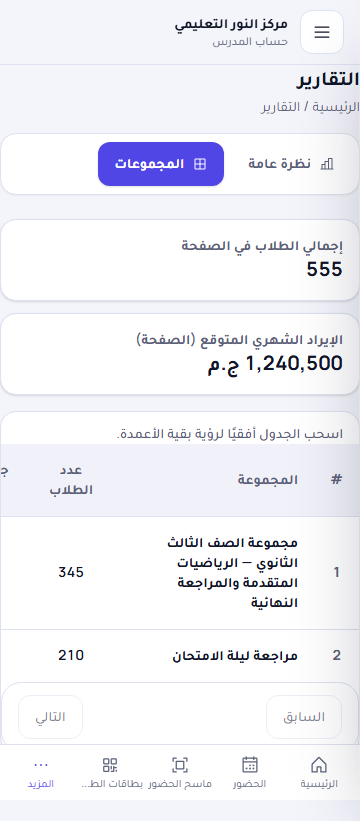 مركز النور التعليمي
حساب المدرس
التقارير
الرئيسية / التقارير
نظرة عامة
المجموعات
إجمالي الطلاب في الصفحة
555
الإيراد الشهري المتوقع (الصفحة)
1,240,500 ج.م
اسحب الجدول أفقيًا لرؤية بقية الأعمدة.
# المجموعة عدد الطلاب
1 مجموعة الصف الثالث الثانوي — الرياضيات المتقدمة والمراجعة النهائية 345
2 مراجعة ليلة الامتحان 210
السابق
التالي
الرئيسية
الحضور
ماسح الحضور
بطاقات الط...
المزيد